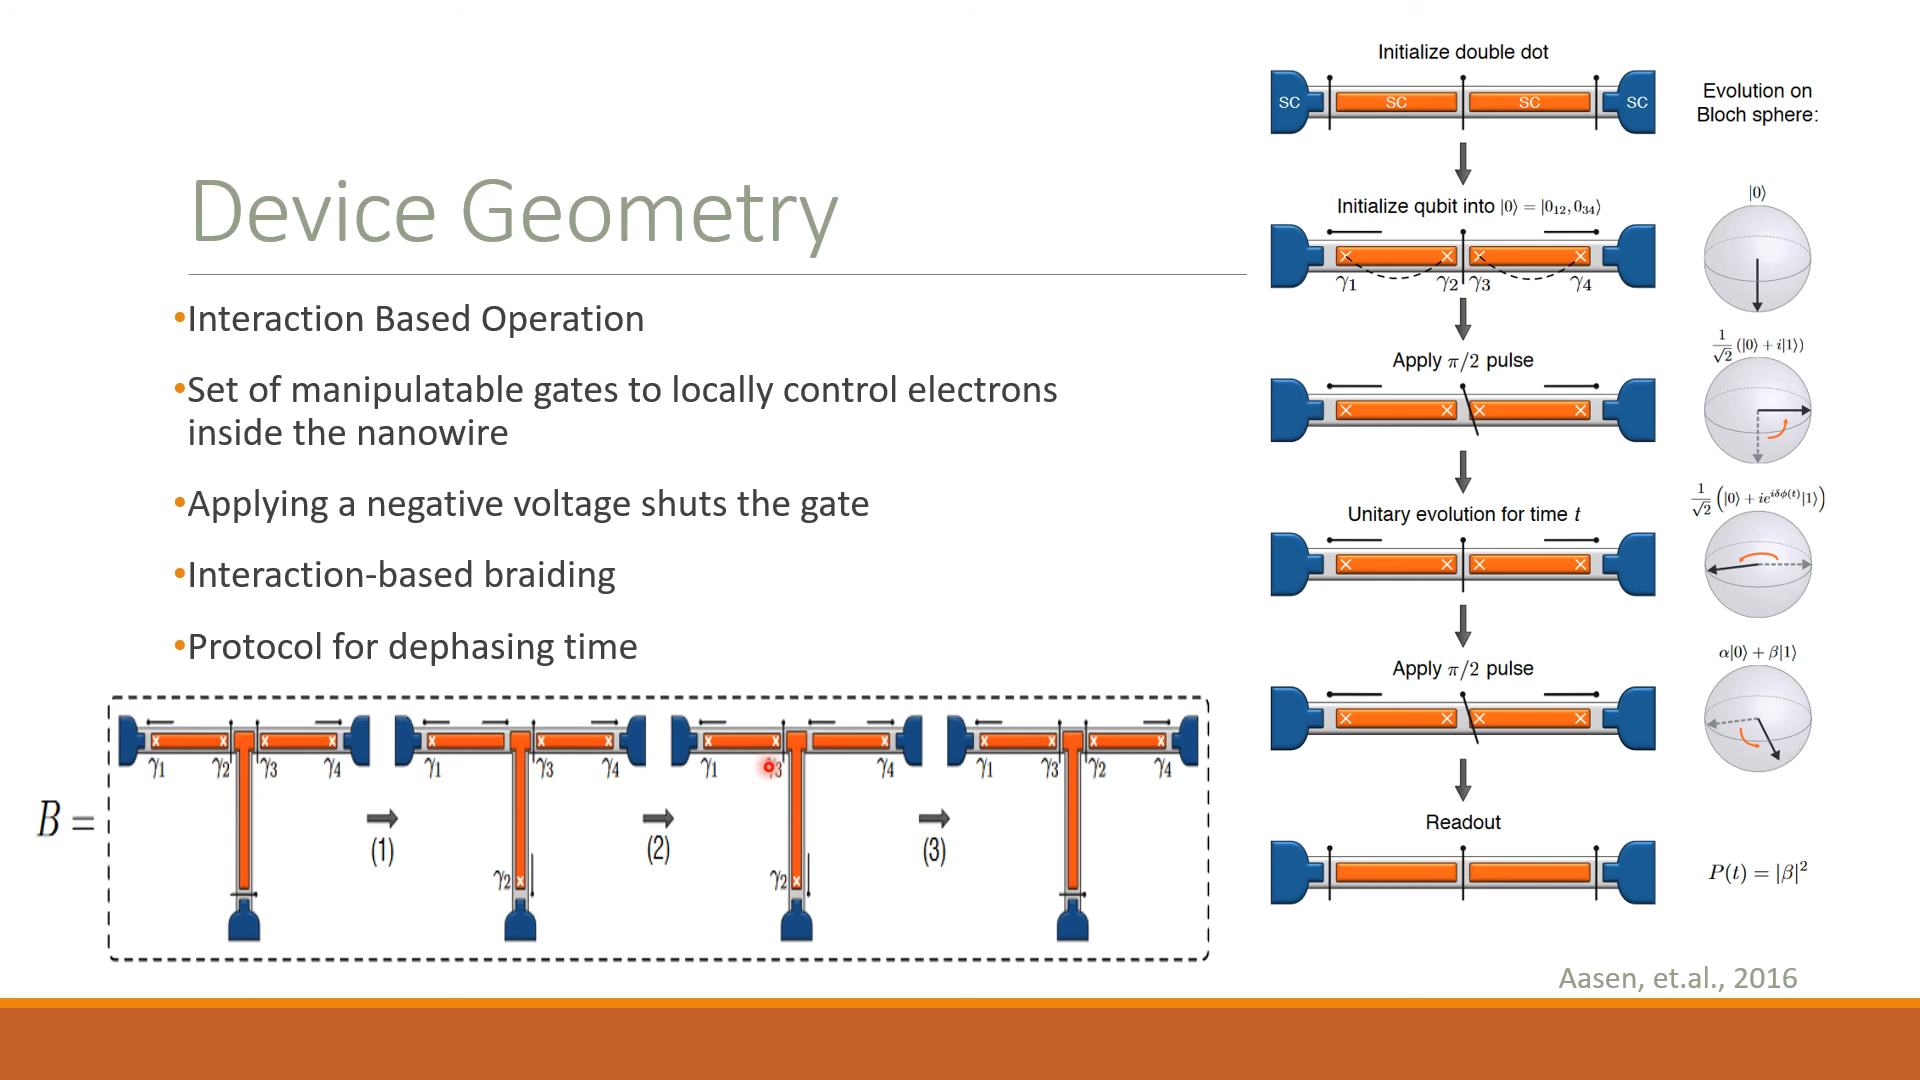 Device Geometry
•Interaction Based Operation
•Set of manipulatable gates to locally control electrons
inside the nanowire
•Applying a negative voltage shuts the gate
•Interaction-based braiding
•Protocol for dephasing time
B =
γ1 γ2 γ3 γ4
γ2
(1)
γ1 γ3 γ4
γ2
(2)
γ1 γ3 γ4
(3)
γ1 γ3 γ2 γ4
Initialize double dot
SC SC SC SC
Evolution on
Bloch sphere:
Initialize qubit into |0⟩ = |0₁₂, 0₃₄⟩
γ1 γ2 γ3 γ4
|0⟩
Apply π/2 pulse
1/√2 (|0⟩ + i|1⟩)
Unitary evolution for time t
1/√2 (|0⟩ + ie^{iδϕ(t)}|1⟩)
Apply π/2 pulse
α|0⟩ + β|1⟩
Readout
P(t) = |β|²
Aasen, et.al., 2016